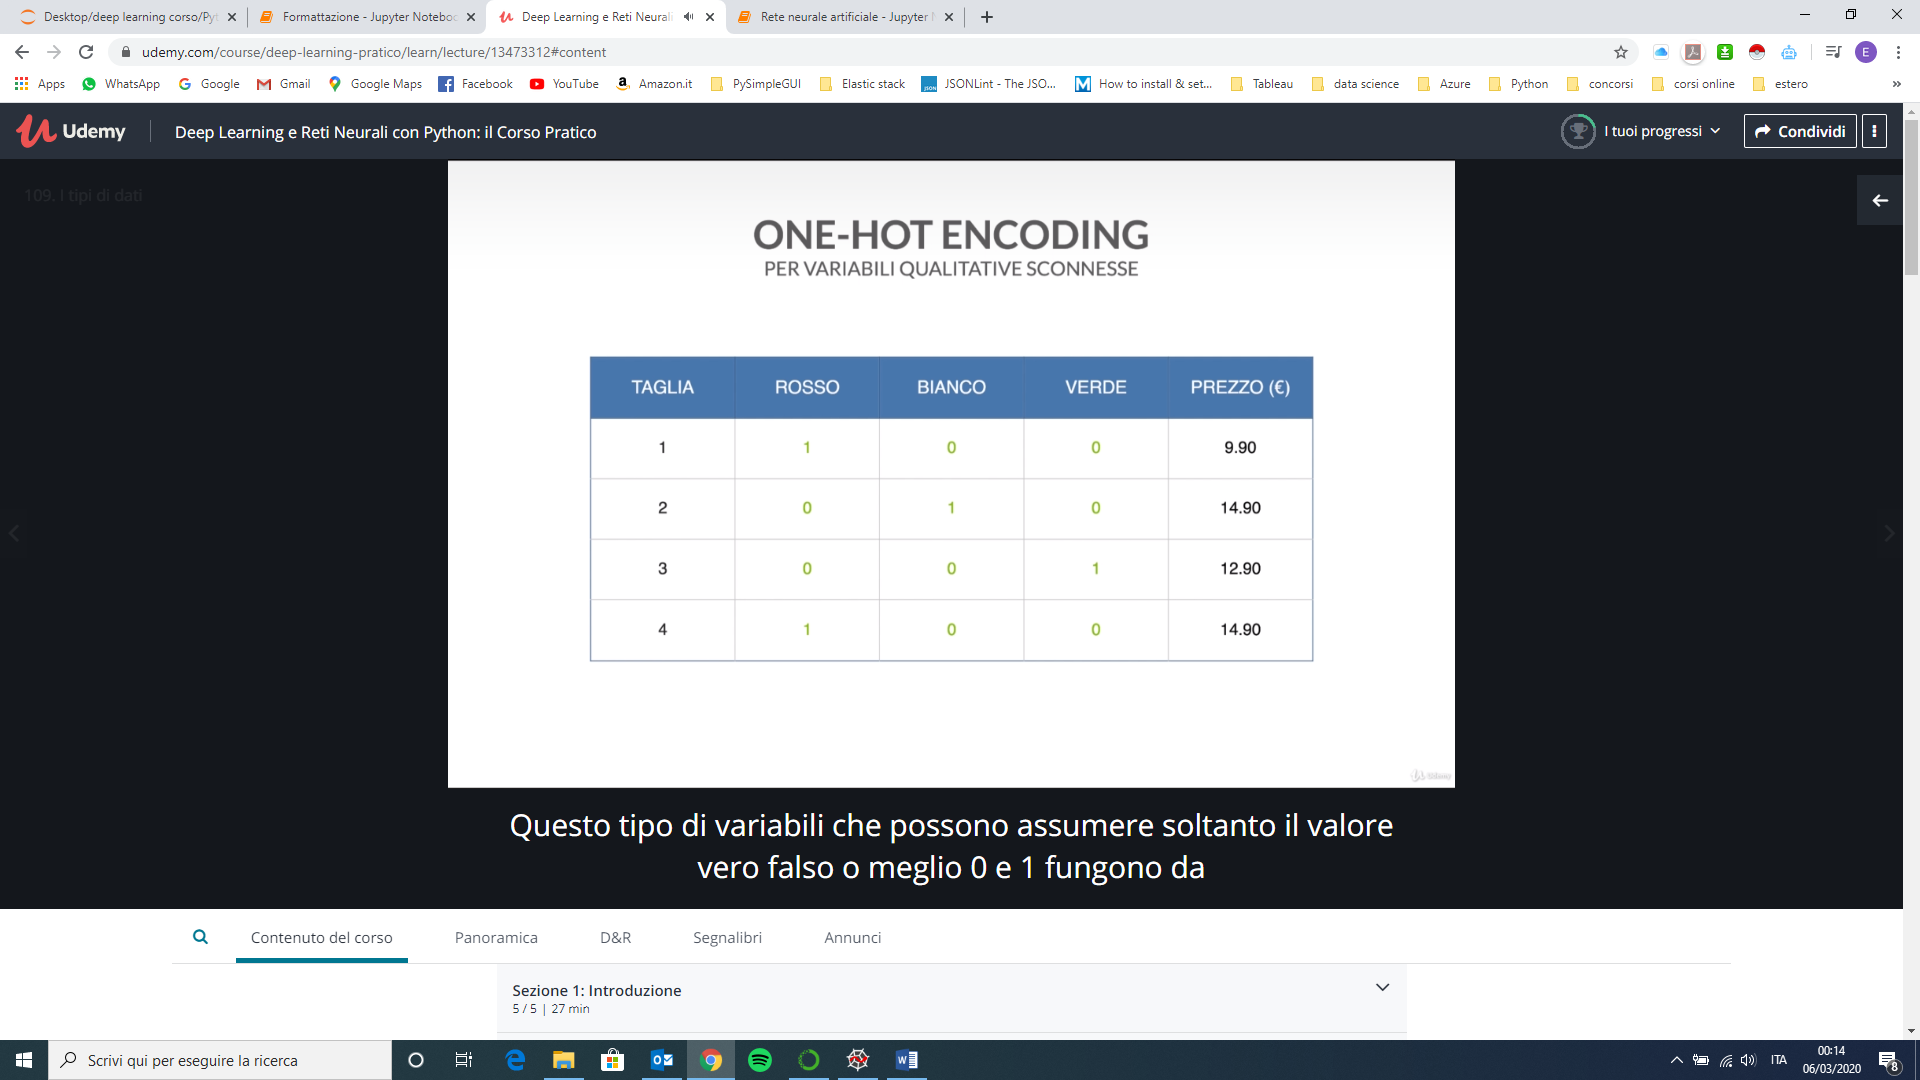 Desktop/deep learning corso/Pyt
Formattazione - Jupyter Noteboo
Deep Learning e Reti Neurali
Rete neurale artificiale - Jupyter N
udemy.com/course/deep-learning-pratico/learn/lecture/13473312#content
E
Apps
WhatsApp
Google
Gmail
Google Maps
Facebook
YouTube
Amazon.it
PySimpleGUI
Elastic stack
JSONLint - The JSO...
How to install & set...
Tableau
data science
Azure
Python
concorsi
corsi online
estero
»
Udemy
Deep Learning e Reti Neurali con Python: il Corso Pratico
I tuoi progressi
Condividi
109. I tipi di dati
ONE-HOT ENCODING
PER VARIABILI QUALITATIVE SCONNESSE
TAGLIA ROSSO BIANCO VERDE PREZZO (€)
1 1 0 0 9.90
2 0 1 0 14.90
3 0 0 1 12.90
4 1 0 0 14.90
Udemy
Questo tipo di variabili che possono assumere soltanto il valore
vero falso o meglio 0 e 1 fungono da
Contenuto del corso
Panoramica
D&R
Segnalibri
Annunci
Sezione 1: Introduzione
5 / 5 | 27 min
Scrivi qui per eseguire la ricerca
ITA
00:14
06/03/2020
8